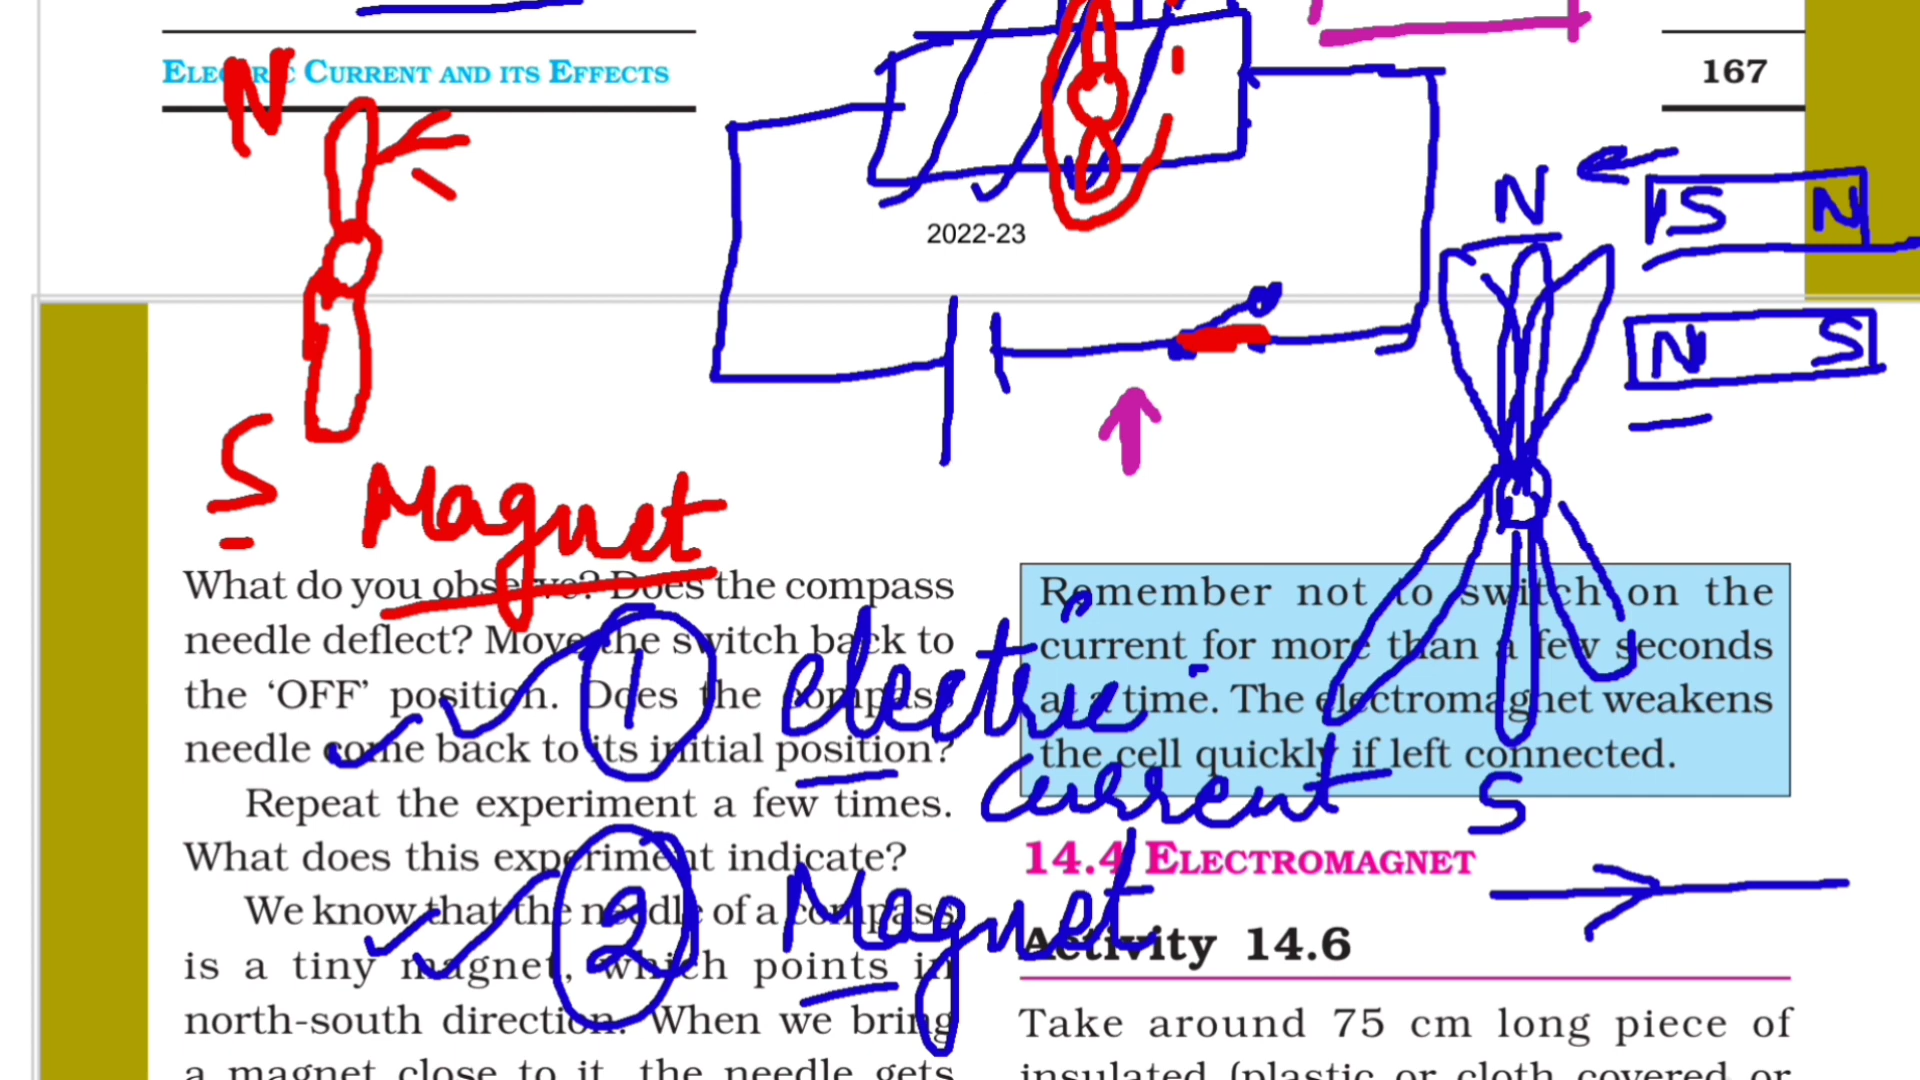 ELECTRIC CURRENT AND ITS EFFECTS
167
N
N
S N
2022-23
N S
S
Magnet
What do you observe? Does the compass
needle deflect? Move the switch back to
the ‘OFF’ position. Does the compass
needle come back to its initial position?
Repeat the experiment a few times.
What does this experiment indicate?
We know that the needle of a compass
is a tiny magnet, which points in
north-south direction. When we bring
a magnet close to it, the needle gets
1 electric
current
2 Magnet
Remember not to switch on the
current for more than a few seconds
at a time. The electromagnet weakens
the cell quickly if left connected.
S
14.4 ELECTROMAGNET
Activity 14.6
Take around 75 cm long piece of
insulated (plastic or cloth covered or